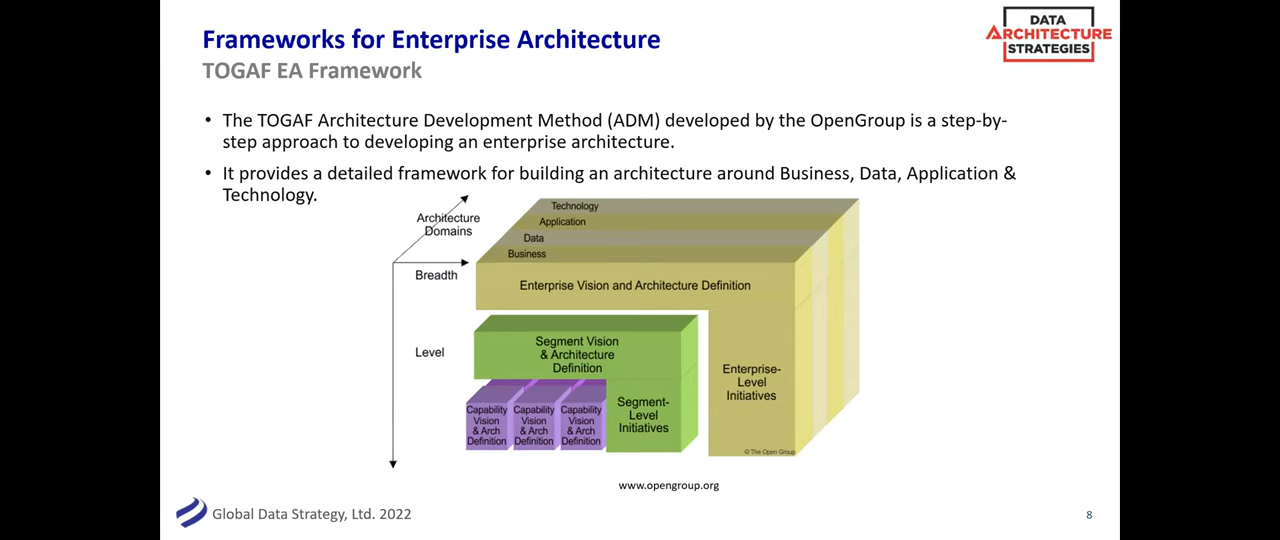 Frameworks for Enterprise Architecture
TOGAF EA Framework
DATA
ARCHITECTURE
STRATEGIES
• The TOGAF Architecture Development Method (ADM) developed by the OpenGroup is a step-by-
step approach to developing an enterprise architecture.
• It provides a detailed framework for building an architecture around Business, Data, Application &
Technology.
Architecture
Domains
Breadth
Level
Technology
Application
Data
Business
Enterprise Vision and Architecture Definition
Segment Vision
& Architecture
Definition
Enterprise-
Level
Initiatives
Segment-
Level
Initiatives
Capability
Vision
& Arch
Definition
Capability
Vision
& Arch
Definition
Capability
Vision
& Arch
Definition
© The Open Group
www.opengroup.org
Global Data Strategy, Ltd. 2022
8